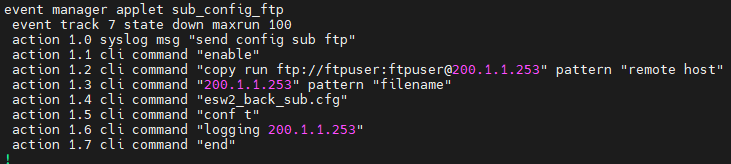 event manager applet sub_config_ftp
event track 7 state down maxrun 100
action 1.0 syslog msg "send config sub ftp"
action 1.1 cli command "enable"
action 1.2 cli command "copy run ftp://ftpuser:ftpuser@200.1.1.253" pattern "remote host"
action 1.3 cli command "200.1.1.253" pattern "filename"
action 1.4 cli command "esw2_back_sub.cfg"
action 1.5 cli command "conf t"
action 1.6 cli command "logging 200.1.1.253"
action 1.7 cli command "end"
!